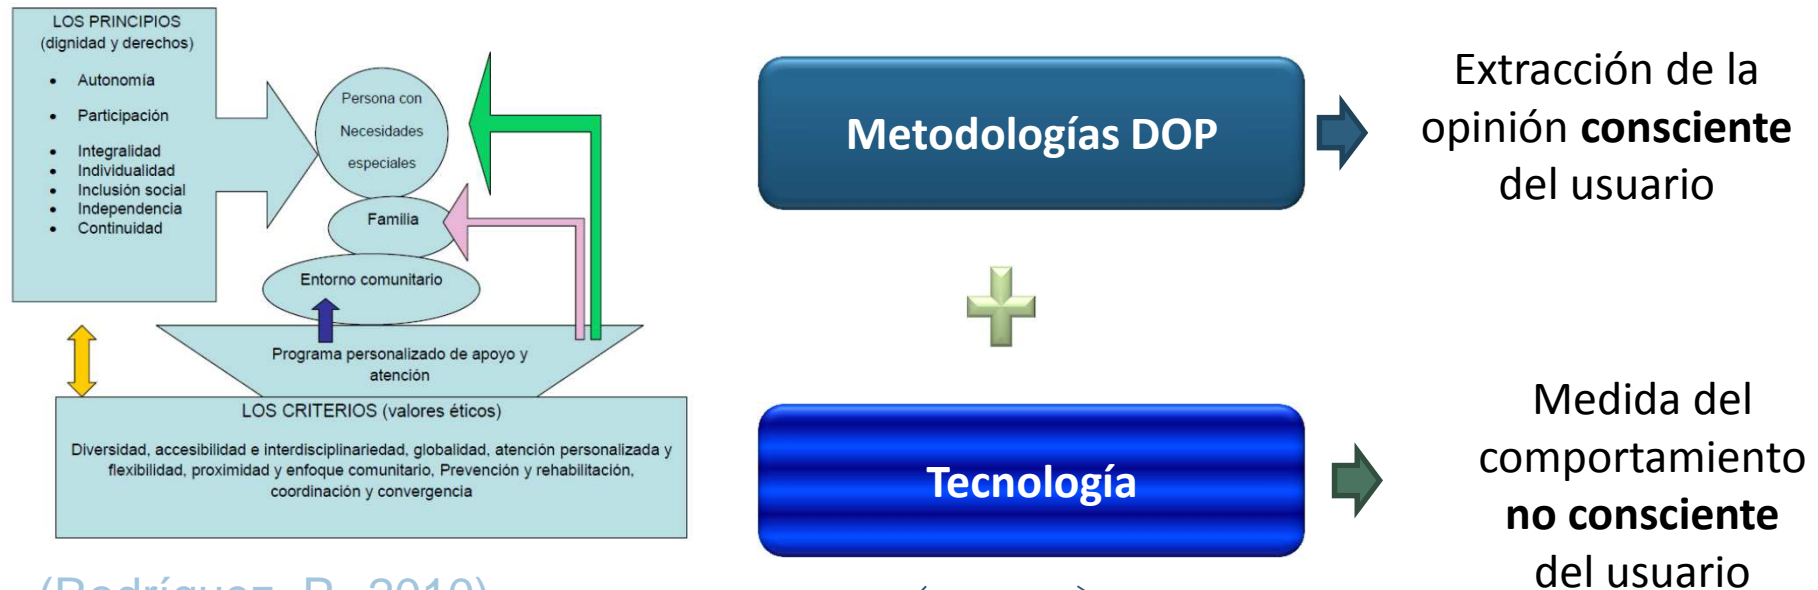 LOS PRINCIPIOS
(dignidad y derechos)
• Autonomía
• Participación
• Integralidad
• Individualidad
• Inclusión social
• Independencia
• Continuidad
Persona con
Necesidades
especiales
Familia
Entorno comunitario
Programa personalizado de apoyo y
atención
LOS CRITERIOS (valores éticos)
Diversidad, accesibilidad e interdisciplinariedad, globalidad, atención personalizada y
flexibilidad, proximidad y enfoque comunitario, Prevención y rehabilitación,
coordinación y convergencia
(Rodríguez, P., 2010)
Metodologías DOP
Extracción de la
opinión consciente
del usuario
Tecnología
Medida del
comportamiento
no consciente
del usuario